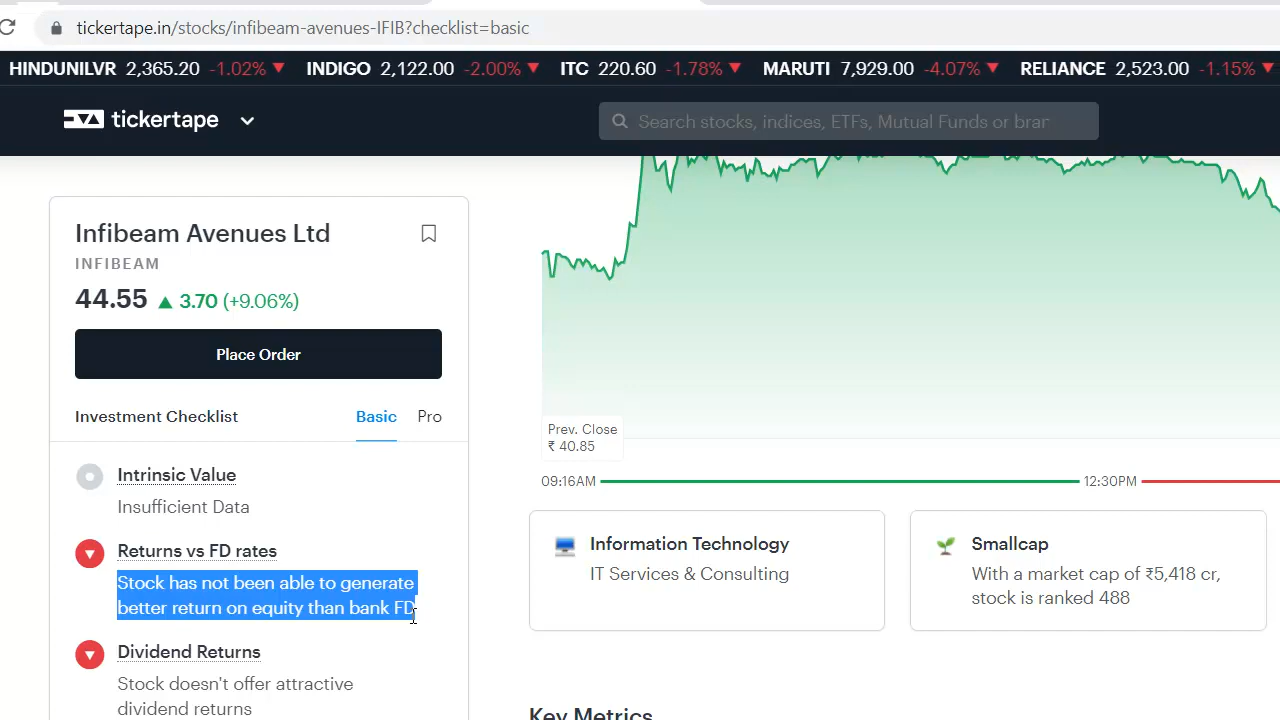 tickertape.in/stocks/infibeam-avenues-IFIB?checklist=basic
HINDUNILVR 2,365.20 -1.02% ▼ INDIGO 2,122.00 -2.00% ▼ ITC 220.60 -1.78% ▼ MARUTI 7,929.00 -4.07% ▼ RELIANCE 2,523.00 -1.15% ▼
tickertape
Search stocks, indices, ETFs, Mutual Funds or brar
Infibeam Avenues Ltd
INFIBEAM
44.55 ▲ 3.70 (+9.06%)
Place Order
Investment Checklist Basic Pro
Intrinsic Value
Insufficient Data
Returns vs FD rates
Stock has not been able to generate
better return on equity than bank FD
Dividend Returns
Stock doesn't offer attractive
dividend returns
Prev. Close
₹ 40.85
09:16AM 12:30PM
Information Technology
IT Services & Consulting
Smallcap
With a market cap of ₹5,418 cr,
stock is ranked 488
Key Metrics